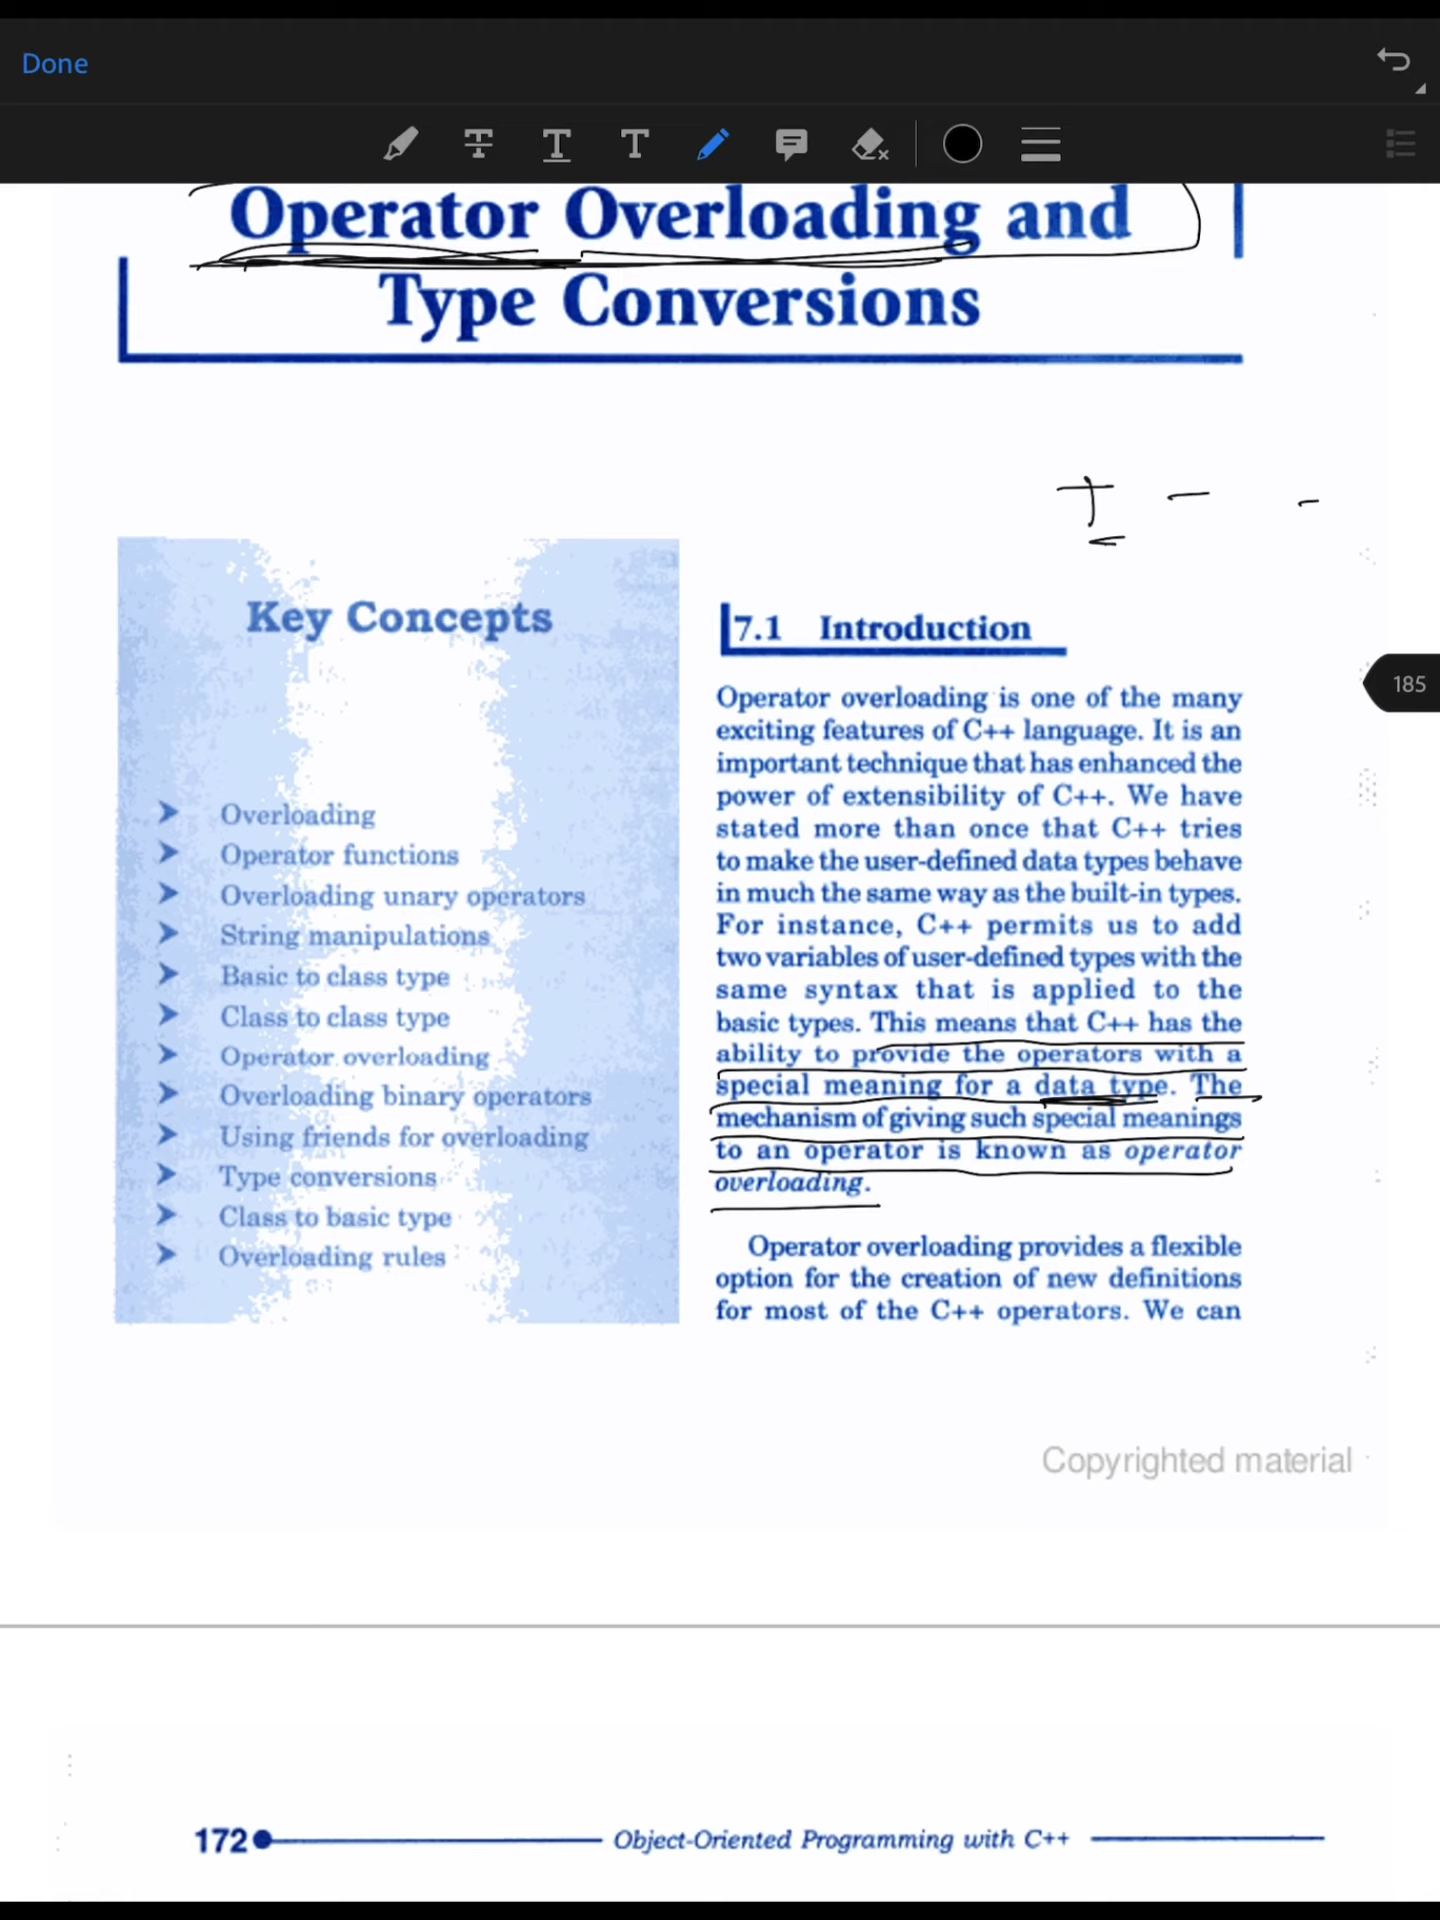 Done
Operator Overloading and
Type Conversions
+ - -
Key Concepts
➤ Overloading
➤ Operator functions
➤ Overloading unary operators
➤ String manipulations
➤ Basic to class type
➤ Class to class type
➤ Operator overloading
➤ Overloading binary operators
➤ Using friends for overloading
➤ Type conversions
➤ Class to basic type
➤ Overloading rules
7.1 Introduction
Operator overloading is one of the many
exciting features of C++ language. It is an
important technique that has enhanced the
power of extensibility of C++. We have
stated more than once that C++ tries
to make the user-defined data types behave
in much the same way as the built-in types.
For instance, C++ permits us to add
two variables of user-defined types with the
same syntax that is applied to the
basic types. This means that C++ has the
ability to provide the operators with a
special meaning for a data type. The
mechanism of giving such special meanings
to an operator is known as operator
overloading.
Operator overloading provides a flexible
option for the creation of new definitions
for most of the C++ operators. We can
185
Copyrighted material
172 Object-Oriented Programming with C++